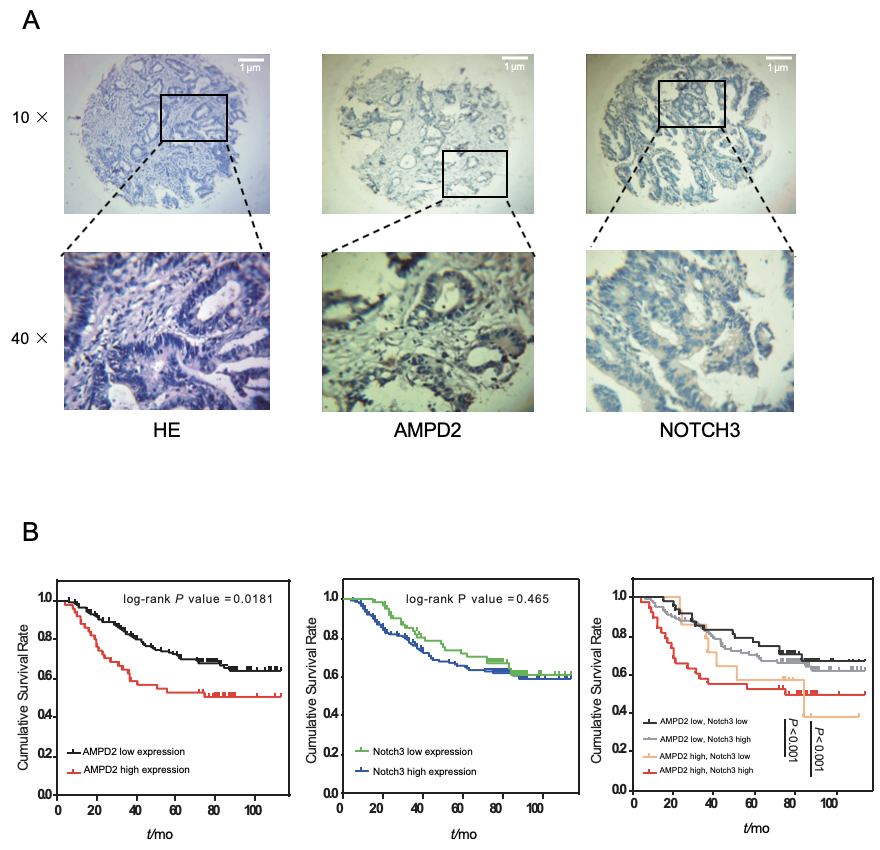 A
10 ×
1 μm
1 μm
1 μm
40 ×
HE
AMPD2
NOTCH3
B
Cumulative Survival Rate
1.0
0.8
0.6
0.4
0.2
0.0
log-rank P value =0.0181
AMPD2 low expression
AMPD2 high expression
0
20
40
60
80
100
t/mo
Cumulative Survival Rate
1.0
0.8
0.6
0.4
0.2
0.0
log-rank P value =0.465
Notch3 low expression
Notch3 high expression
0
20
40
60
80
100
t/mo
Cumulative Survival Rate
1.0
0.8
0.6
0.4
0.2
0.0
AMPD2 low, Notch3 low
AMPD2 low, Notch3 high
AMPD2 high, Notch3 low
AMPD2 high, Notch3 high
P<0.001
P<0.001
0
20
40
60
80
100
t/mo